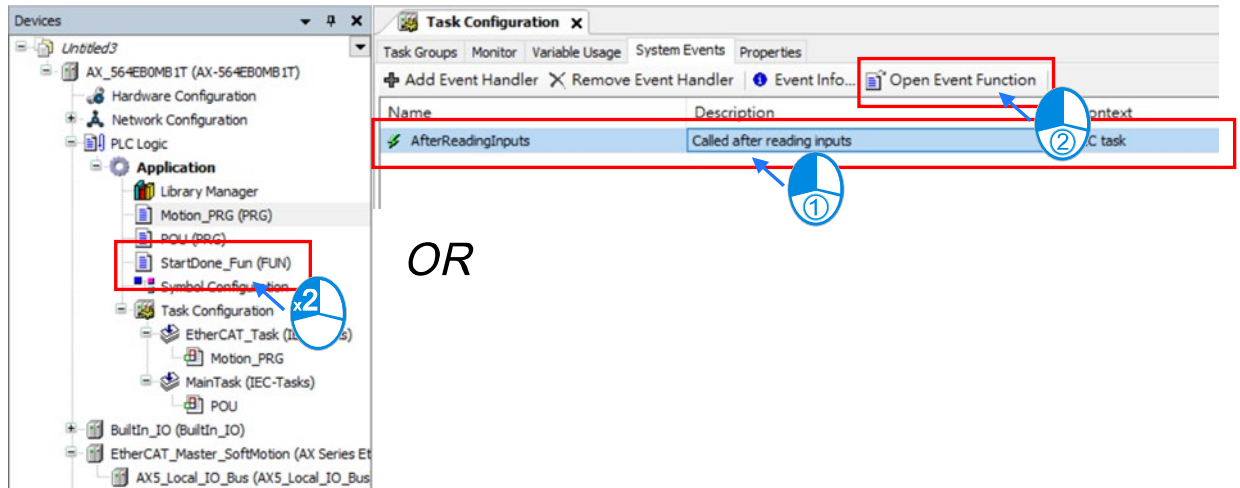 Devices
Untitled3
AX_564EB0MB1T (AX-564EB0MB1T)
Hardware Configuration
Network Configuration
PLC Logic
Application
Library Manager
Motion_PRG (PRG)
POU (PRG)
StartDone_Fun (FUN)
Symbol Configuration
Task Configuration
EtherCAT_Task
Motion_PRG
MainTask (IEC-Tasks)
POU
BuiltIn_IO (BuiltIn_IO)
EtherCAT_Master_SoftMotion (AX Series Et
AX5_Local_IO_Bus (AX5_Local_IO_Bus
x2
Task Configuration
Task Groups Monitor Variable Usage System Events Properties
Add Event Handler Remove Event Handler Event Info... Open Event Function
Name Description ontext
AfterReadingInputs Called after reading inputs C task
②
①
OR